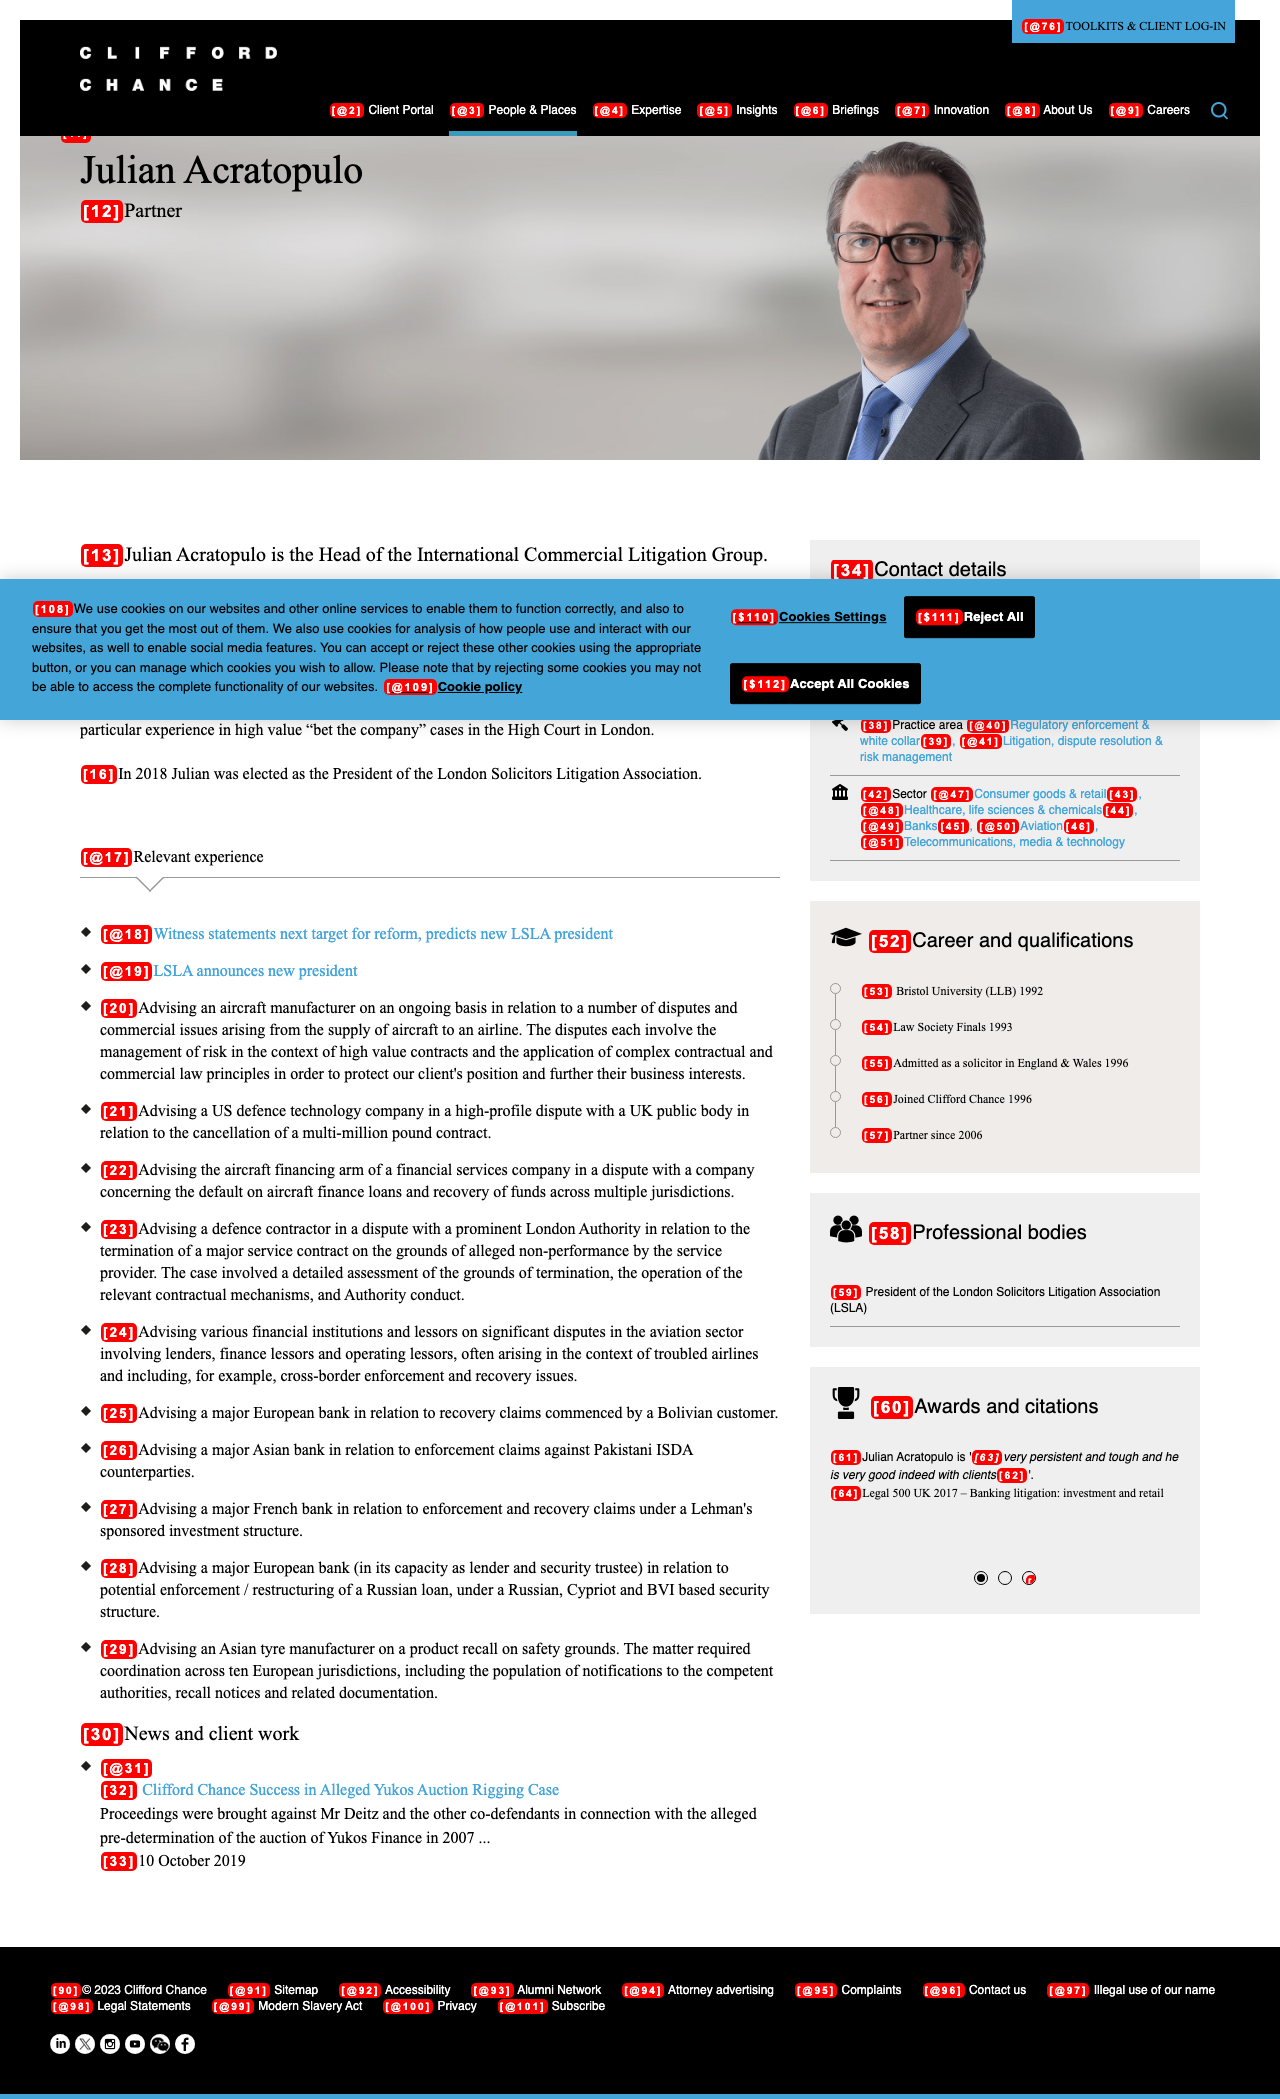 [@76]TOOLKITS & CLIENT LOG-IN
CLIFFORD
CHANCE
[@2] Client Portal [@3] People & Places [@4] Expertise [@5] Insights [@6] Briefings [@7] Innovation [@8] About Us [@9] Careers
Julian Acratopulo
[12]Partner
[13]Julian Acratopulo is the Head of the International Commercial Litigation Group.
[34]Contact details
[108]We use cookies on our websites and other online services to enable them to function correctly, and also to
ensure that you get the most out of them. We also use cookies for analysis of how people use and interact with our
websites, as well to enable social media features. You can accept or reject these other cookies using the appropriate
button, or you can manage which cookies you wish to allow. Please note that by rejecting some cookies you may not
be able to access the complete functionality of our websites. [@109]Cookie policy
[$110]Cookies Settings [$111]Reject All
[$112]Accept All Cookies
particular experience in high value “bet the company” cases in the High Court in London.
[16]In 2018 Julian was elected as the President of the London Solicitors Litigation Association.
[@17]Relevant experience
[@18]Witness statements next target for reform, predicts new LSLA president
[@19]LSLA announces new president
[20]Advising an aircraft manufacturer on an ongoing basis in relation to a number of disputes and
commercial issues arising from the supply of aircraft to an airline. The disputes each involve the
management of risk in the context of high value contracts and the application of complex contractual and
commercial law principles in order to protect our client's position and further their business interests.
[21]Advising a US defence technology company in a high-profile dispute with a UK public body in
relation to the cancellation of a multi-million pound contract.
[22]Advising the aircraft financing arm of a financial services company in a dispute with a company
concerning the default on aircraft finance loans and recovery of funds across multiple jurisdictions.
[23]Advising a defence contractor in a dispute with a prominent London Authority in relation to the
termination of a major service contract on the grounds of alleged non-performance by the service
provider. The case involved a detailed assessment of the grounds of termination, the operation of the
relevant contractual mechanisms, and Authority conduct.
[24]Advising various financial institutions and lessors on significant disputes in the aviation sector
involving lenders, finance lessors and operating lessors, often arising in the context of troubled airlines
and including, for example, cross-border enforcement and recovery issues.
[25]Advising a major European bank in relation to recovery claims commenced by a Bolivian customer.
[26]Advising a major Asian bank in relation to enforcement claims against Pakistani ISDA
counterparties.
[27]Advising a major French bank in relation to enforcement and recovery claims under a Lehman's
sponsored investment structure.
[28]Advising a major European bank (in its capacity as lender and security trustee) in relation to
potential enforcement / restructuring of a Russian loan, under a Russian, Cypriot and BVI based security
structure.
[29]Advising an Asian tyre manufacturer on a product recall on safety grounds. The matter required
coordination across ten European jurisdictions, including the population of notifications to the competent
authorities, recall notices and related documentation.
[30]News and client work
[@31]
[32] Clifford Chance Success in Alleged Yukos Auction Rigging Case
Proceedings were brought against Mr Deitz and the other co-defendants in connection with the alleged
pre-determination of the auction of Yukos Finance in 2007 ...
[33]10 October 2019
[38]Practice area [@40]Regulatory enforcement &
white collar[39], [@41]Litigation, dispute resolution &
risk management
[42]Sector [@47]Consumer goods & retail[43],
[@48]Healthcare, life sciences & chemicals[44],
[@49]Banks[45], [@50]Aviation[46],
[@51]Telecommunications, media & technology
[52]Career and qualifications
[53] Bristol University (LLB) 1992
[54]Law Society Finals 1993
[55]Admitted as a solicitor in England & Wales 1996
[56]Joined Clifford Chance 1996
[57]Partner since 2006
[58]Professional bodies
[59] President of the London Solicitors Litigation Association
(LSLA)
[60]Awards and citations
[61]Julian Acratopulo is '[63]very persistent and tough and he
is very good indeed with clients[62]'.
[64]Legal 500 UK 2017 – Banking litigation: investment and retail
[90]© 2023 Clifford Chance [@91] Sitemap [@92] Accessibility [@93] Alumni Network [@94] Attorney advertising [@95] Complaints [@96] Contact us [@97] Illegal use of our name
[@98] Legal Statements [@99] Modern Slavery Act [@100] Privacy [@101] Subscribe